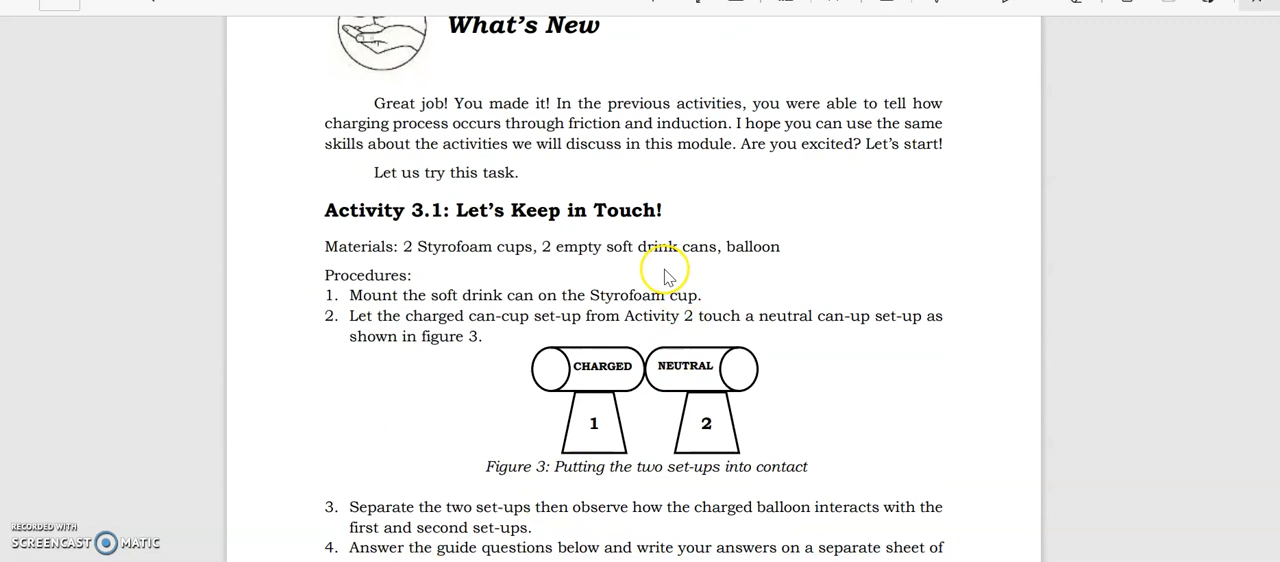 What's New
Great job! You made it! In the previous activities, you were able to tell how
charging process occurs through friction and induction. I hope you can use the same
skills about the activities we will discuss in this module. Are you excited? Let's start!
Let us try this task.
Activity 3.1: Let's Keep in Touch!
Materials: 2 Styrofoam cups, 2 empty soft drink cans, balloon
Procedures:
1. Mount the soft drink can on the Styrofoam cup.
2. Let the charged can-cup set-up from Activity 2 touch a neutral can-up set-up as
shown in figure 3.
CHARGED NEUTRAL
1 2
Figure 3: Putting the two set-ups into contact
3. Separate the two set-ups then observe how the charged balloon interacts with the
first and second set-ups.
4. Answer the guide questions below and write your answers on a separate sheet of
RECORDED WITH
SCREENCAST MATIC